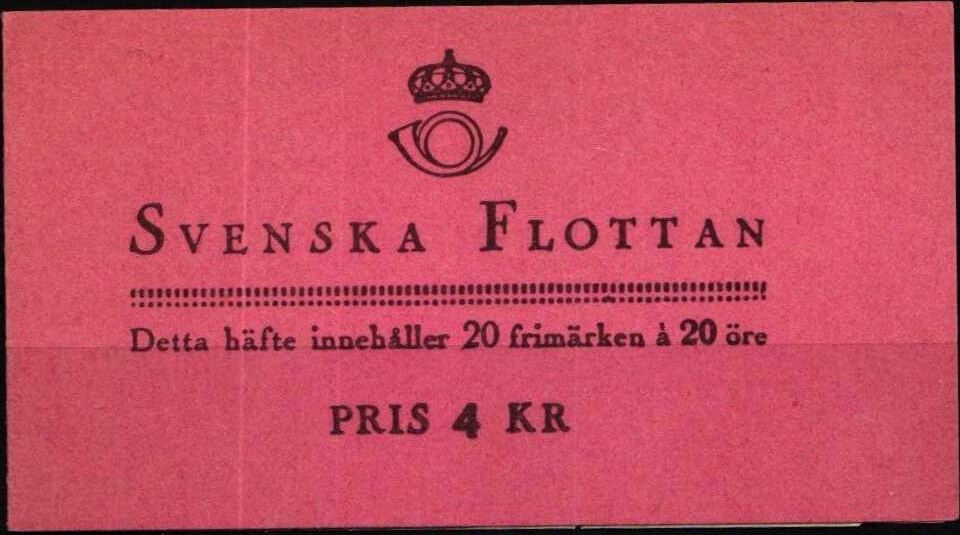 SVENSKA FLOTTAN
Detta häfte innehåller 20 frimärken à 20 öre
PRIS 4 KR